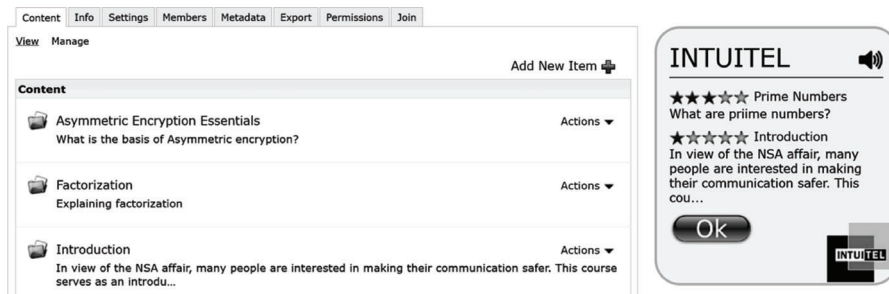 Content Info Settings Members Metadata Export Permissions Join
View Manage
Add New Item
Content
Asymmetric Encryption Essentials Actions
What is the basis of Asymmetric encryption?
Factorization Actions
Explaining factorization
Introduction Actions
In view of the NSA affair, many people are interested in making their communication safer. This course
serves as an introdu...
INTUITEL
Prime Numbers
What are priime numbers?
Introduction
In view of the NSA affair, many
people are interested in making
their communication safer. This
cou...
Ok
INTUITEL